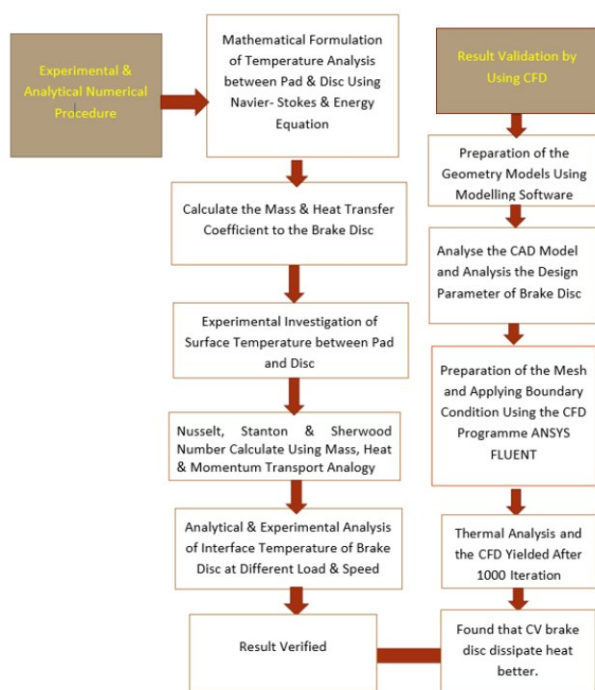 Experimental &
Analytical Numerical
Procedure
Mathematical Formulation
of Temperature Analysis
between Pad & Disc Using
Navier- Stokes & Energy
Equation
Calculate the Mass & Heat Transfer
Coefficient to the Brake Disc
Experimental Investigation of
Surface Temperature between Pad
and Disc
Nusselt, Stanton & Sherwood
Number Calculate Using Mass, Heat
& Momentum Transport Analogy
Analytical & Experimental Analysis
of Interface Temperature of Brake
Disc at Different Load & Speed
Result Verified
Result Validation by
Using CFD
Preparation of the
Geometry Models Using
Modelling Software
Analyse the CAD Model
and Analysis the Design
Parameter of Brake Disc
Preparation of the Mesh
and Applying Boundary
Condition Using the CFD
Programme ANSYS
FLUENT
Thermal Analysis and
the CFD Yielded After
1000 Iteration
Found that CV brake
disc dissipate heat
better.